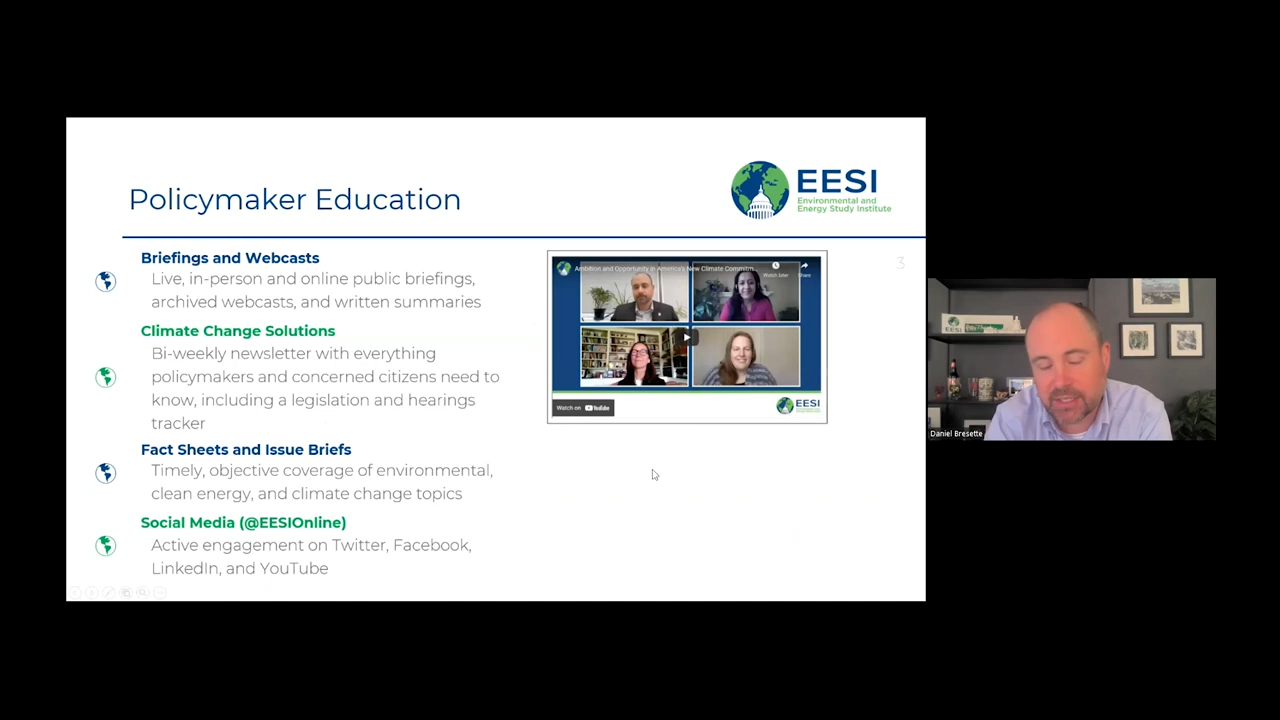 Policymaker Education
EESI
Environmental and
Energy Study Institute
3
Briefings and Webcasts
Live, in-person and online public briefings,
archived webcasts, and written summaries
Climate Change Solutions
Bi-weekly newsletter with everything
policymakers and concerned citizens need to
know, including a legislation and hearings
tracker
Fact Sheets and Issue Briefs
Timely, objective coverage of environmental,
clean energy, and climate change topics
Social Media (@EESIOnline)
Active engagement on Twitter, Facebook,
LinkedIn, and YouTube
Ambition and Opportunity in America's New Climate Commitm...
Watch later
Share
Watch on YouTube
EESI
Daniel Bresette